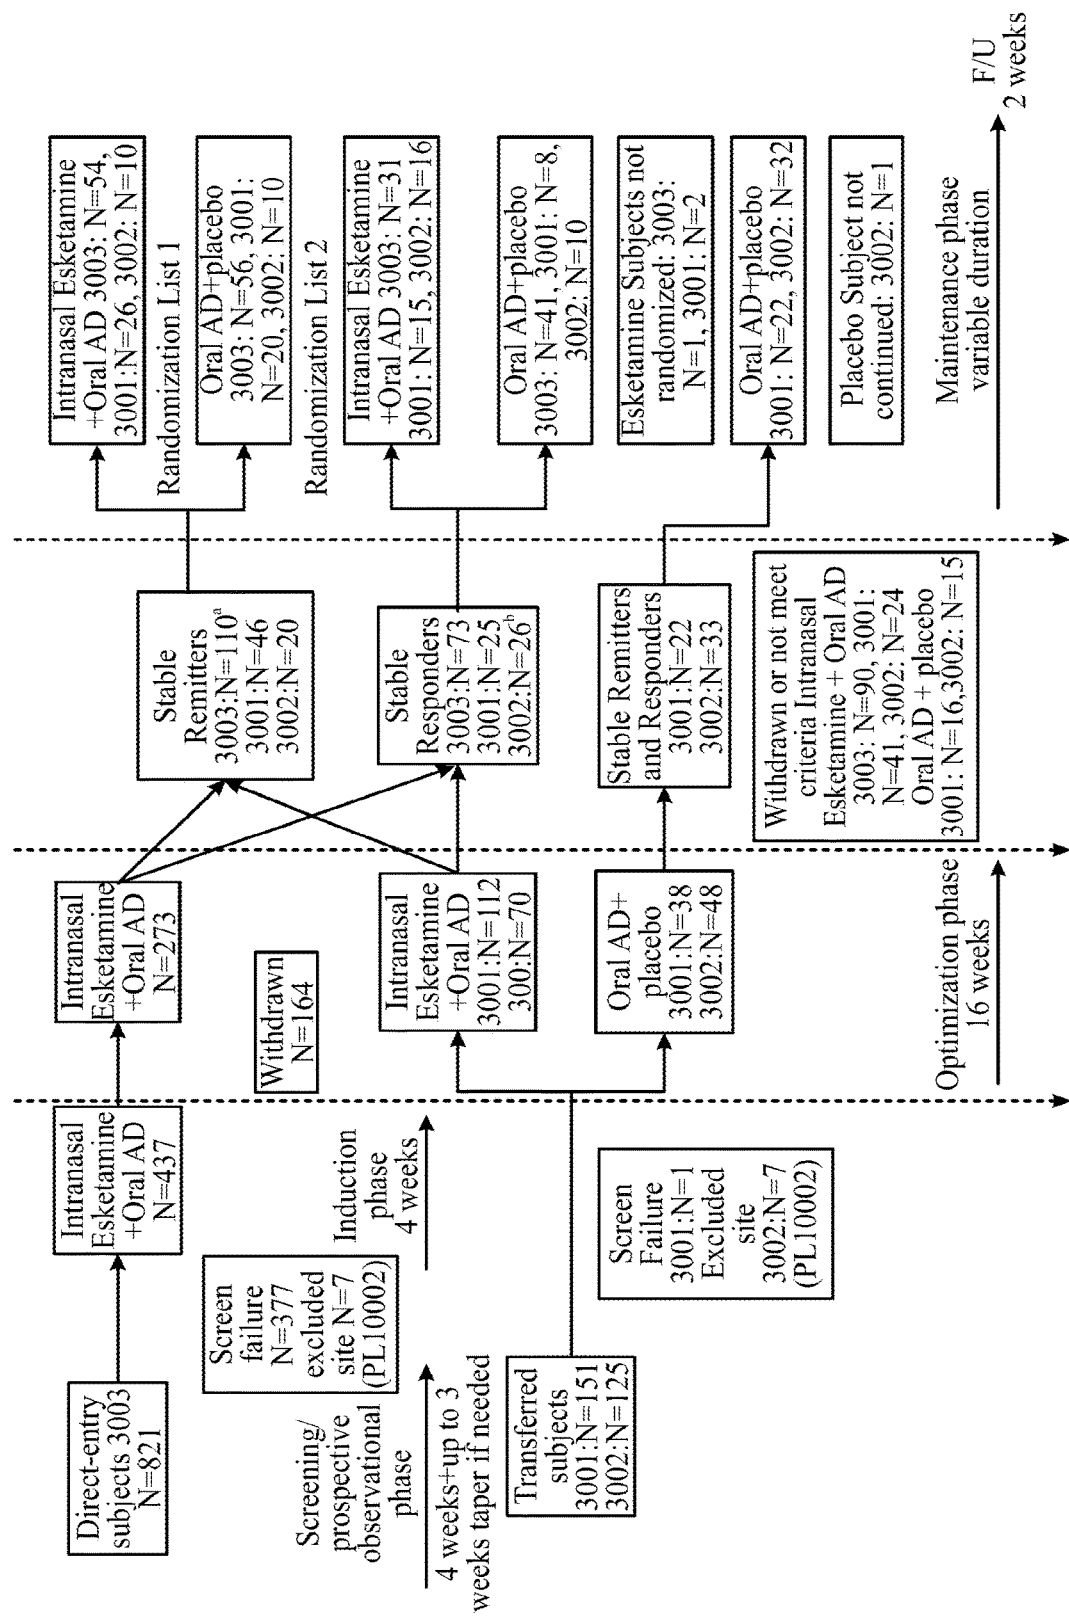 Direct-entry
subjects 3003
N=821
Screening/
prospective
observational
phase
4 weeks+up to 3
weeks taper if needed
Transferred
subjects
3001:N=151
3002:N=125
Screen
failure
N=377
excluded
site N=7
(PL10002)
Intranasal
Esketamine
+Oral AD
N=437
Induction
phase
4 weeks
Screen
Failure
3001:N=1
Excluded
site
3002:N=7
(PL10002)
Withdrawn
N=164
Intranasal
Esketamine
+Oral AD
N=273
Intranasal
Esketamine
+Oral AD
3001:N=112
300:N=70
Oral AD+
placebo
3001:N=38
3002:N=48
Optimization phase
16 weeks
Stable
Remitters
3003:N=110a
3001:N=46
3002:N=20
Stable
Responders
3003:N=73
3001:N=25
3002:N=26b
Stable Remitters
and Responders
3001:N=22
3002:N=33
Withdrawn or not meet
criteria Intranasal
Esketamine + Oral AD
3003: N=90, 3001:
N=41, 3002: N=24
Oral AD + placebo
3001: N=16,3002: N=15
Intranasal Esketamine
+Oral AD 3003: N=54,
3001:N=26, 3002: N=10
Randomization List 1
Oral AD+placebo
3003: N=56, 3001:
N=20, 3002: N=10
Randomization List 2
Intranasal Esketamine
+Oral AD 3003: N=31
3001: N=15, 3002: N=16
Oral AD+placebo
3003: N=41, 3001: N=8,
3002: N=10
Esketamine Subjects not
randomized: 3003:
N=1, 3001: N=2
Oral AD+placebo
3001: N=22, 3002: N=32
Placebo Subject not
continued: 3002: N=1
Maintenance phase
variable duration
F/U
2 weeks